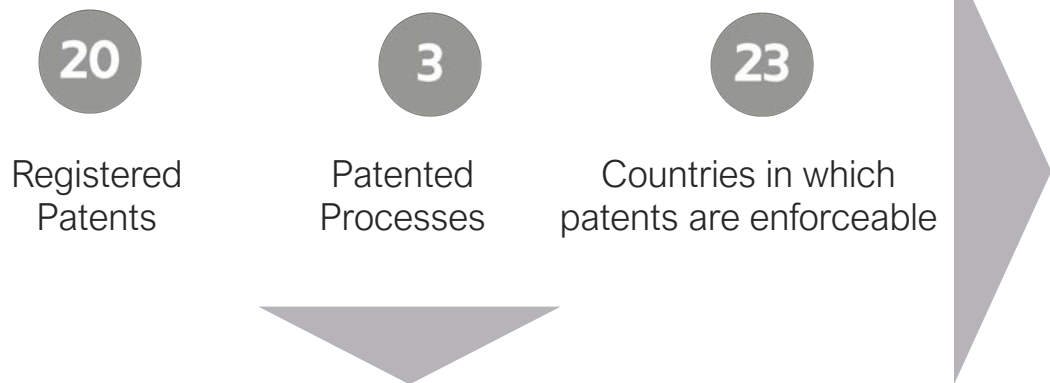 20
Registered
Patents
3
Patented
Processes
23
Countries in which
patents are enforceable